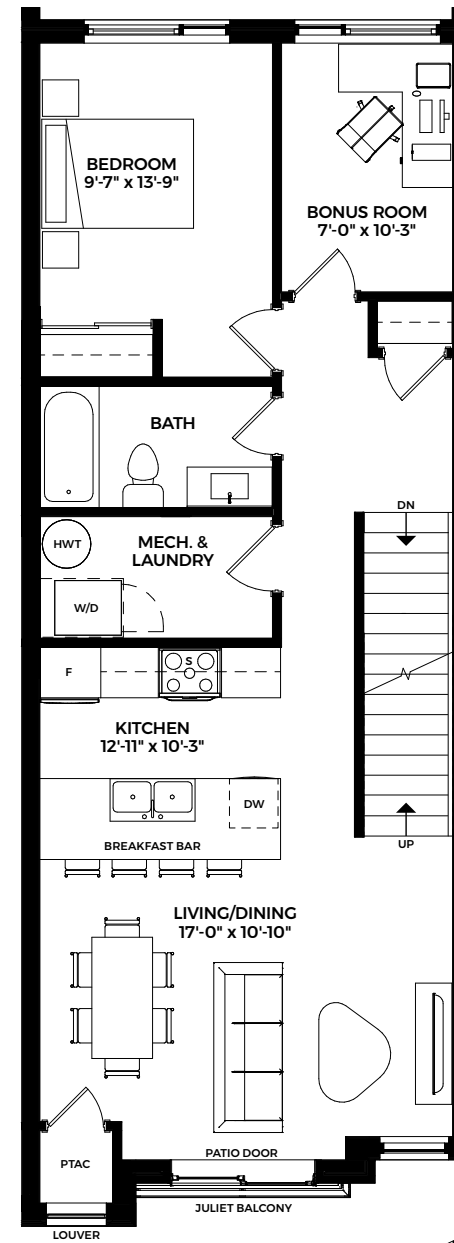 BEDROOM
9'-7" x 13'-9"
BONUS ROOM
7'-0" x 10'-3"
BATH
DN
HWT
MECH. &
LAUNDRY
W/D
F
S
KITCHEN
12'-11" x 10'-3"
DW
BREAKFAST BAR
UP
LIVING/DINING
17'-0" x 10'-10"
PTAC
PATIO DOOR
JULIET BALCONY
LOUVER